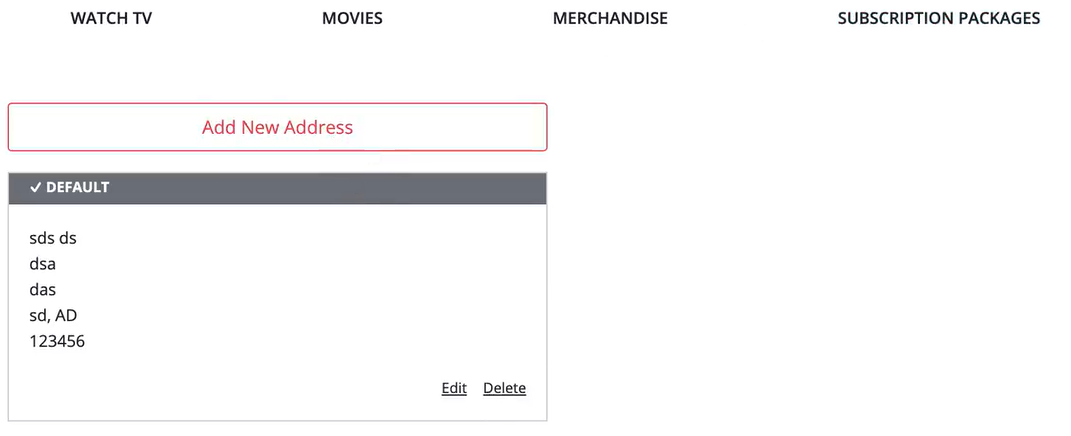 WATCH TV MOVIES MERCHANDISE SUBSCRIPTION PACKAGES
Add New Address
✓ DEFAULT
sds ds
dsa
das
sd, AD
123456
Edit Delete